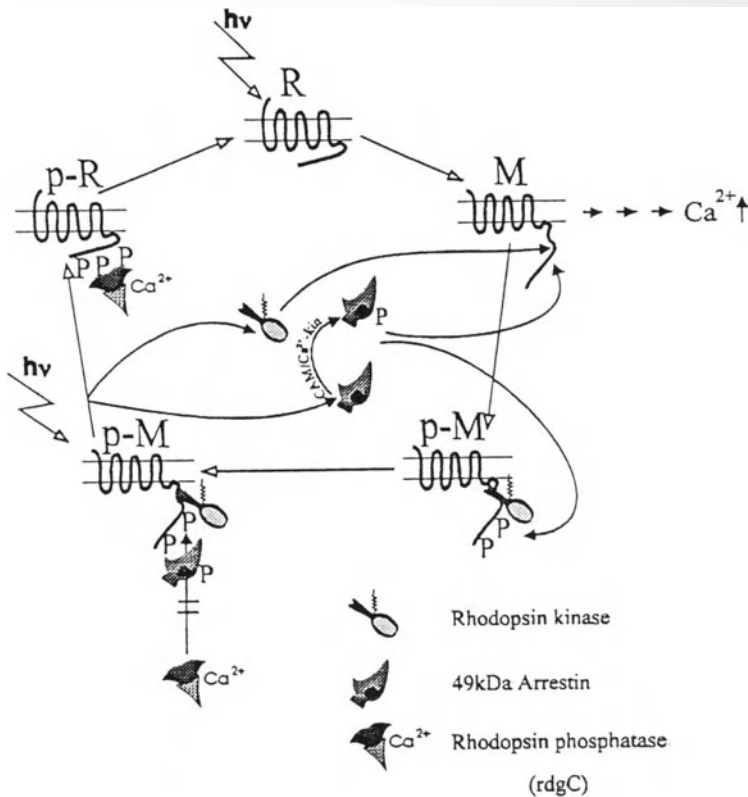 hν
R
p-R
M
Ca2+
P P P
Ca2+
P
CAM/Ca2+-kin
hν
p-M
p-M
P
P
P
P
P
Ca2+
Rhodopsin kinase
49kDa Arrestin
Ca2+ Rhodopsin phosphatase
(rdgC)